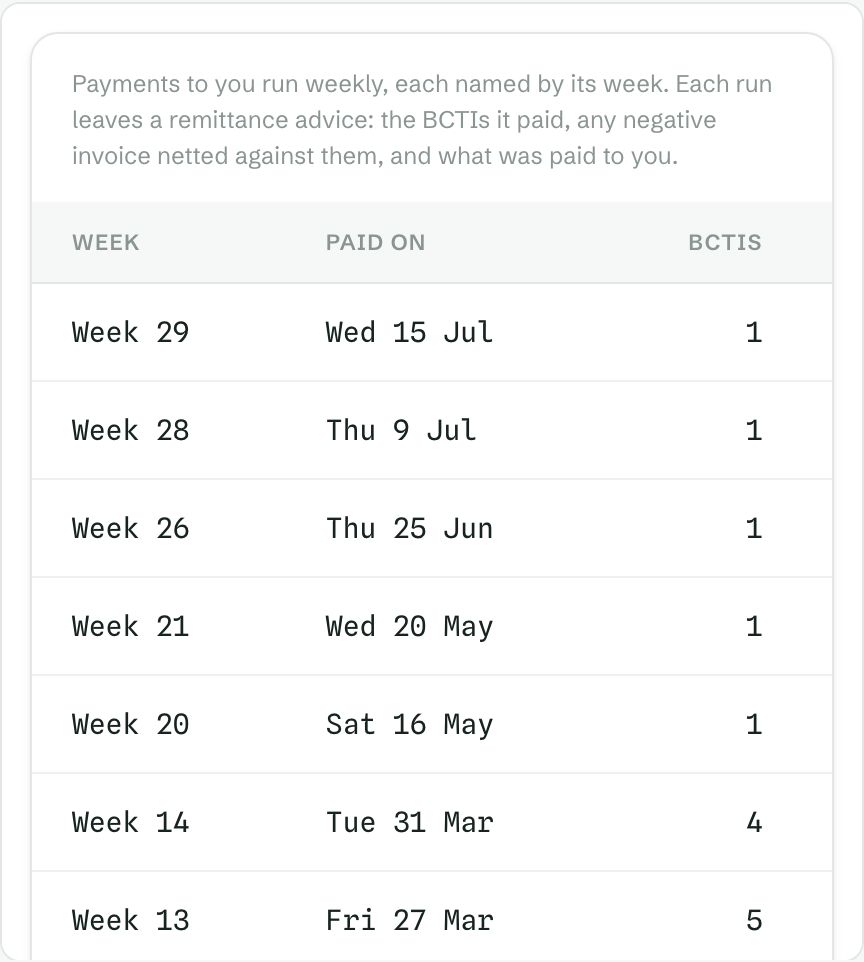 Payments to you run weekly, each named by its week. Each run
leaves a remittance advice: the BCTIs it paid, any negative
invoice netted against them, and what was paid to you.
WEEK PAID ON BCTIS
Week 29 Wed 15 Jul 1
Week 28 Thu 9 Jul 1
Week 26 Thu 25 Jun 1
Week 21 Wed 20 May 1
Week 20 Sat 16 May 1
Week 14 Tue 31 Mar 4
Week 13 Fri 27 Mar 5